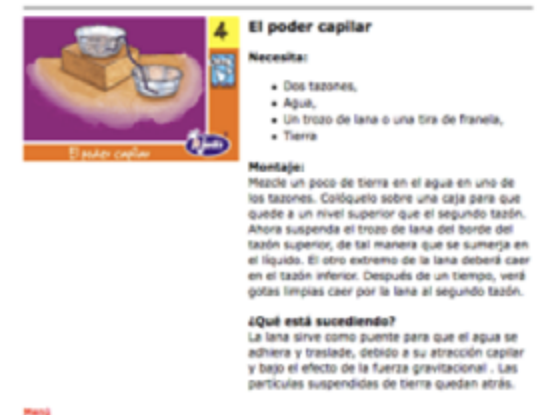 El poder capilar
4
Necesita:
Dos tazones,
Agua,
Un trozo de lana o una tira de franela,
Tierra
El poder capilar
Montaje:
Mezcle un poco de tierra en el agua en uno de
los tazones. Colóquelo sobre una caja para que
quede a un nivel superior que el segundo tazón.
Ahora suspenda el trozo de lana del borde del
tazón superior, de tal manera que se sumerja en
el líquido. El otro extremo de la lana deberá caer
en el tazón inferior. Después de un tiempo, verá
gotas limpias caer por la lana al segundo tazón.
¿Qué está sucediendo?
La lana sirve como puente para que el agua se
adhiera y traslade, debido a su atracción capilar
y bajo el efecto de la fuerza gravitacional . Las
partículas suspendidas de tierra quedan atrás.
Menú